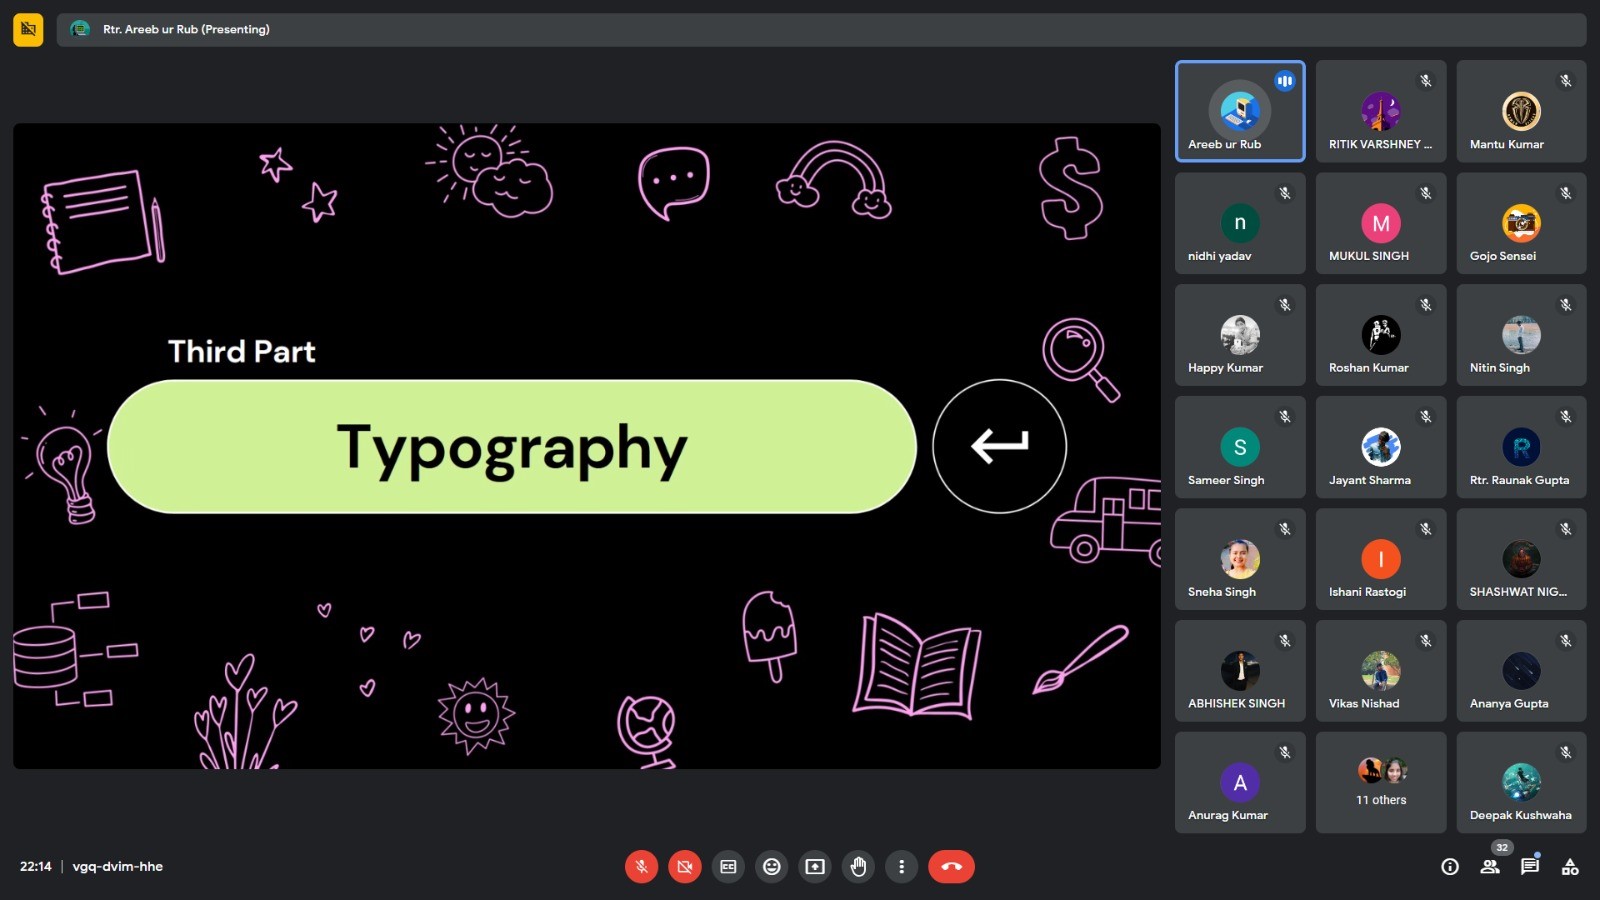 Rtr. Areeb ur Rub (Presenting)
Third Part
Typography
Areeb ur Rub
RITIK VARSHNEY ...
Mantu Kumar
n
nidhi yadav
M
MUKUL SINGH
Gojo Sensei
Happy Kumar
Roshan Kumar
Nitin Singh
S
Sameer Singh
Jayant Sharma
R
Rtr. Raunak Gupta
Sneha Singh
I
Ishani Rastogi
SHASHWAT NIG...
ABHISHEK SINGH
Vikas Nishad
Ananya Gupta
A
Anurag Kumar
11 others
Deepak Kushwaha
22:14 | vgq-dvim-hhe
32